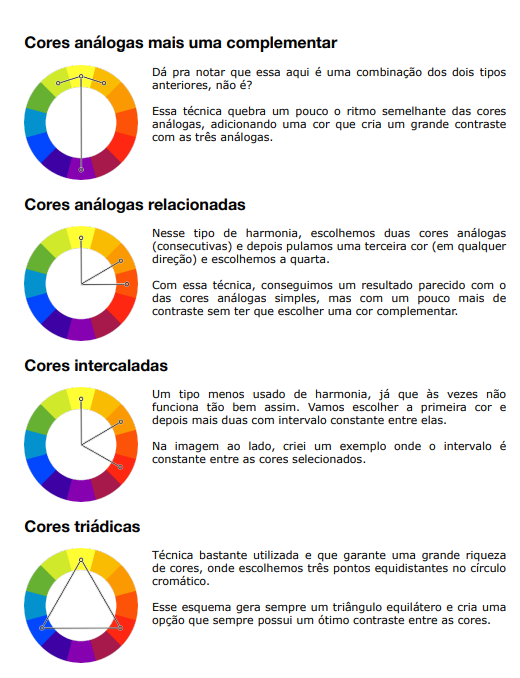 Cores análogas mais uma complementar
Dá pra notar que essa aqui é uma combinação dos dois tipos
anteriores, não é?
Essa técnica quebra um pouco o ritmo semelhante das cores
análogas, adicionando uma cor que cria um grande contraste
com as três análogas.
Cores análogas relacionadas
Nesse tipo de harmonia, escolhemos duas cores análogas
(consecutivas) e depois pulamos uma terceira cor (em qualquer
direção) e escolhemos a quarta.
Com essa técnica, conseguimos um resultado parecido com o
das cores análogas simples, mas com um pouco mais de
contraste sem ter que escolher uma cor complementar.
Cores intercaladas
Um tipo menos usado de harmonia, já que às vezes não
funciona tão bem assim. Vamos escolher a primeira cor e
depois mais duas com intervalo constante entre elas.
Na imagem ao lado, criei um exemplo onde o intervalo é
constante entre as cores selecionados.
Cores triádicas
Técnica bastante utilizada e que garante uma grande riqueza
de cores, onde escolhemos três pontos equidistantes no círculo
cromático.
Esse esquema gera sempre um triângulo equilátero e cria uma
opção que sempre possui um ótimo contraste entre as cores.